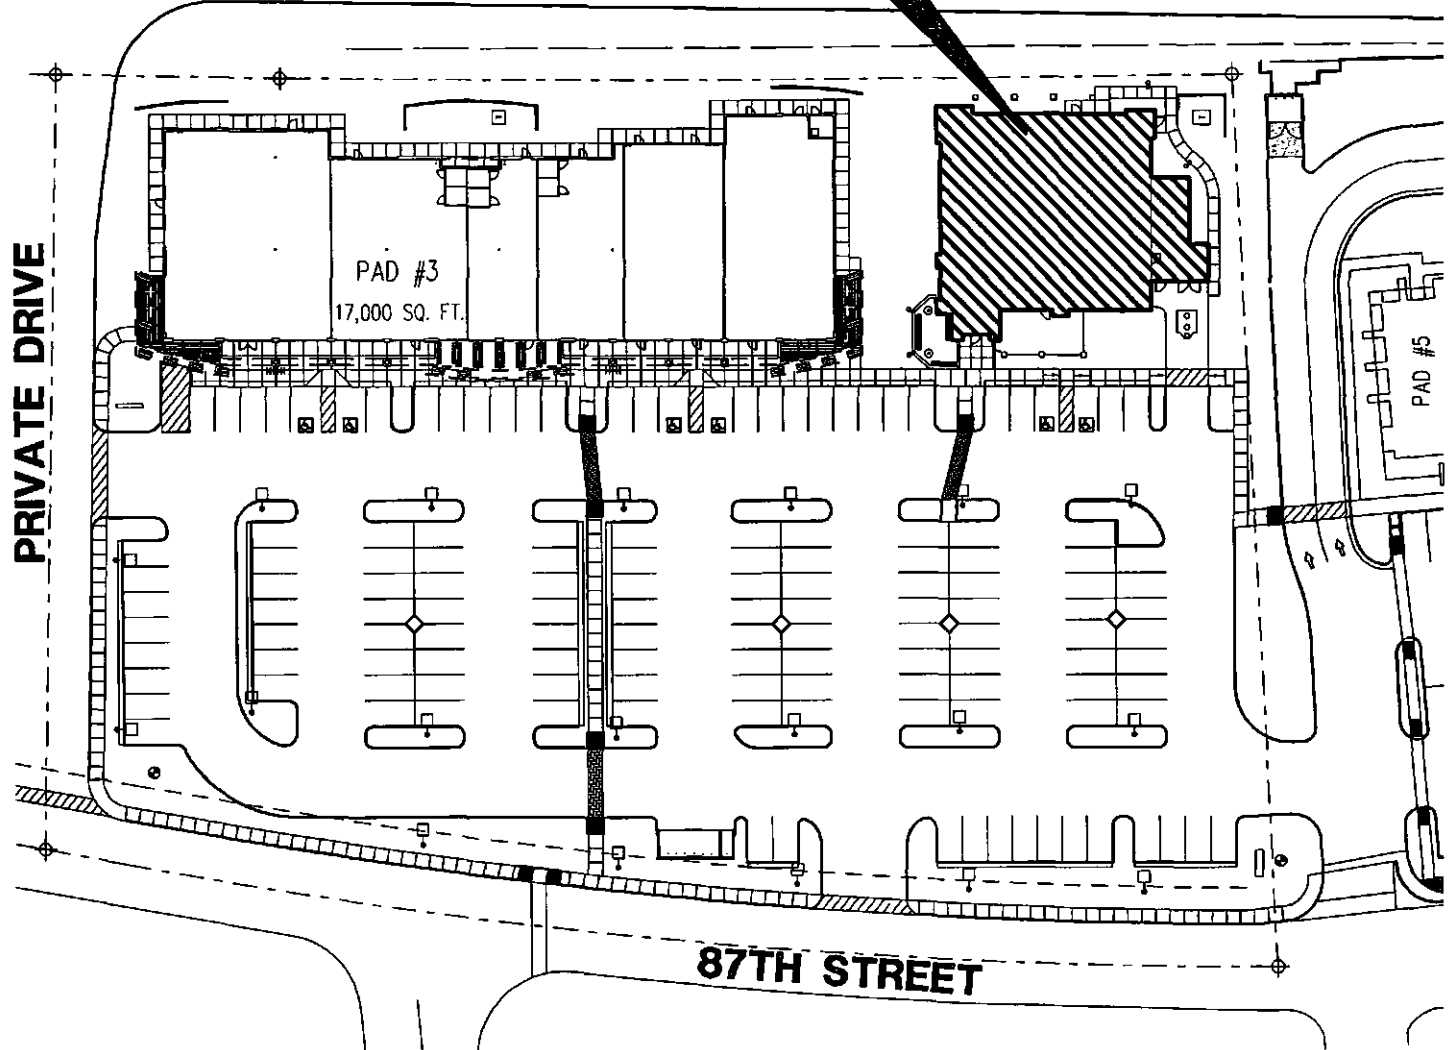 PAD #3
17,000 SQ. FT.
PRIVATE DRIVE
PAD #5
87TH STREET